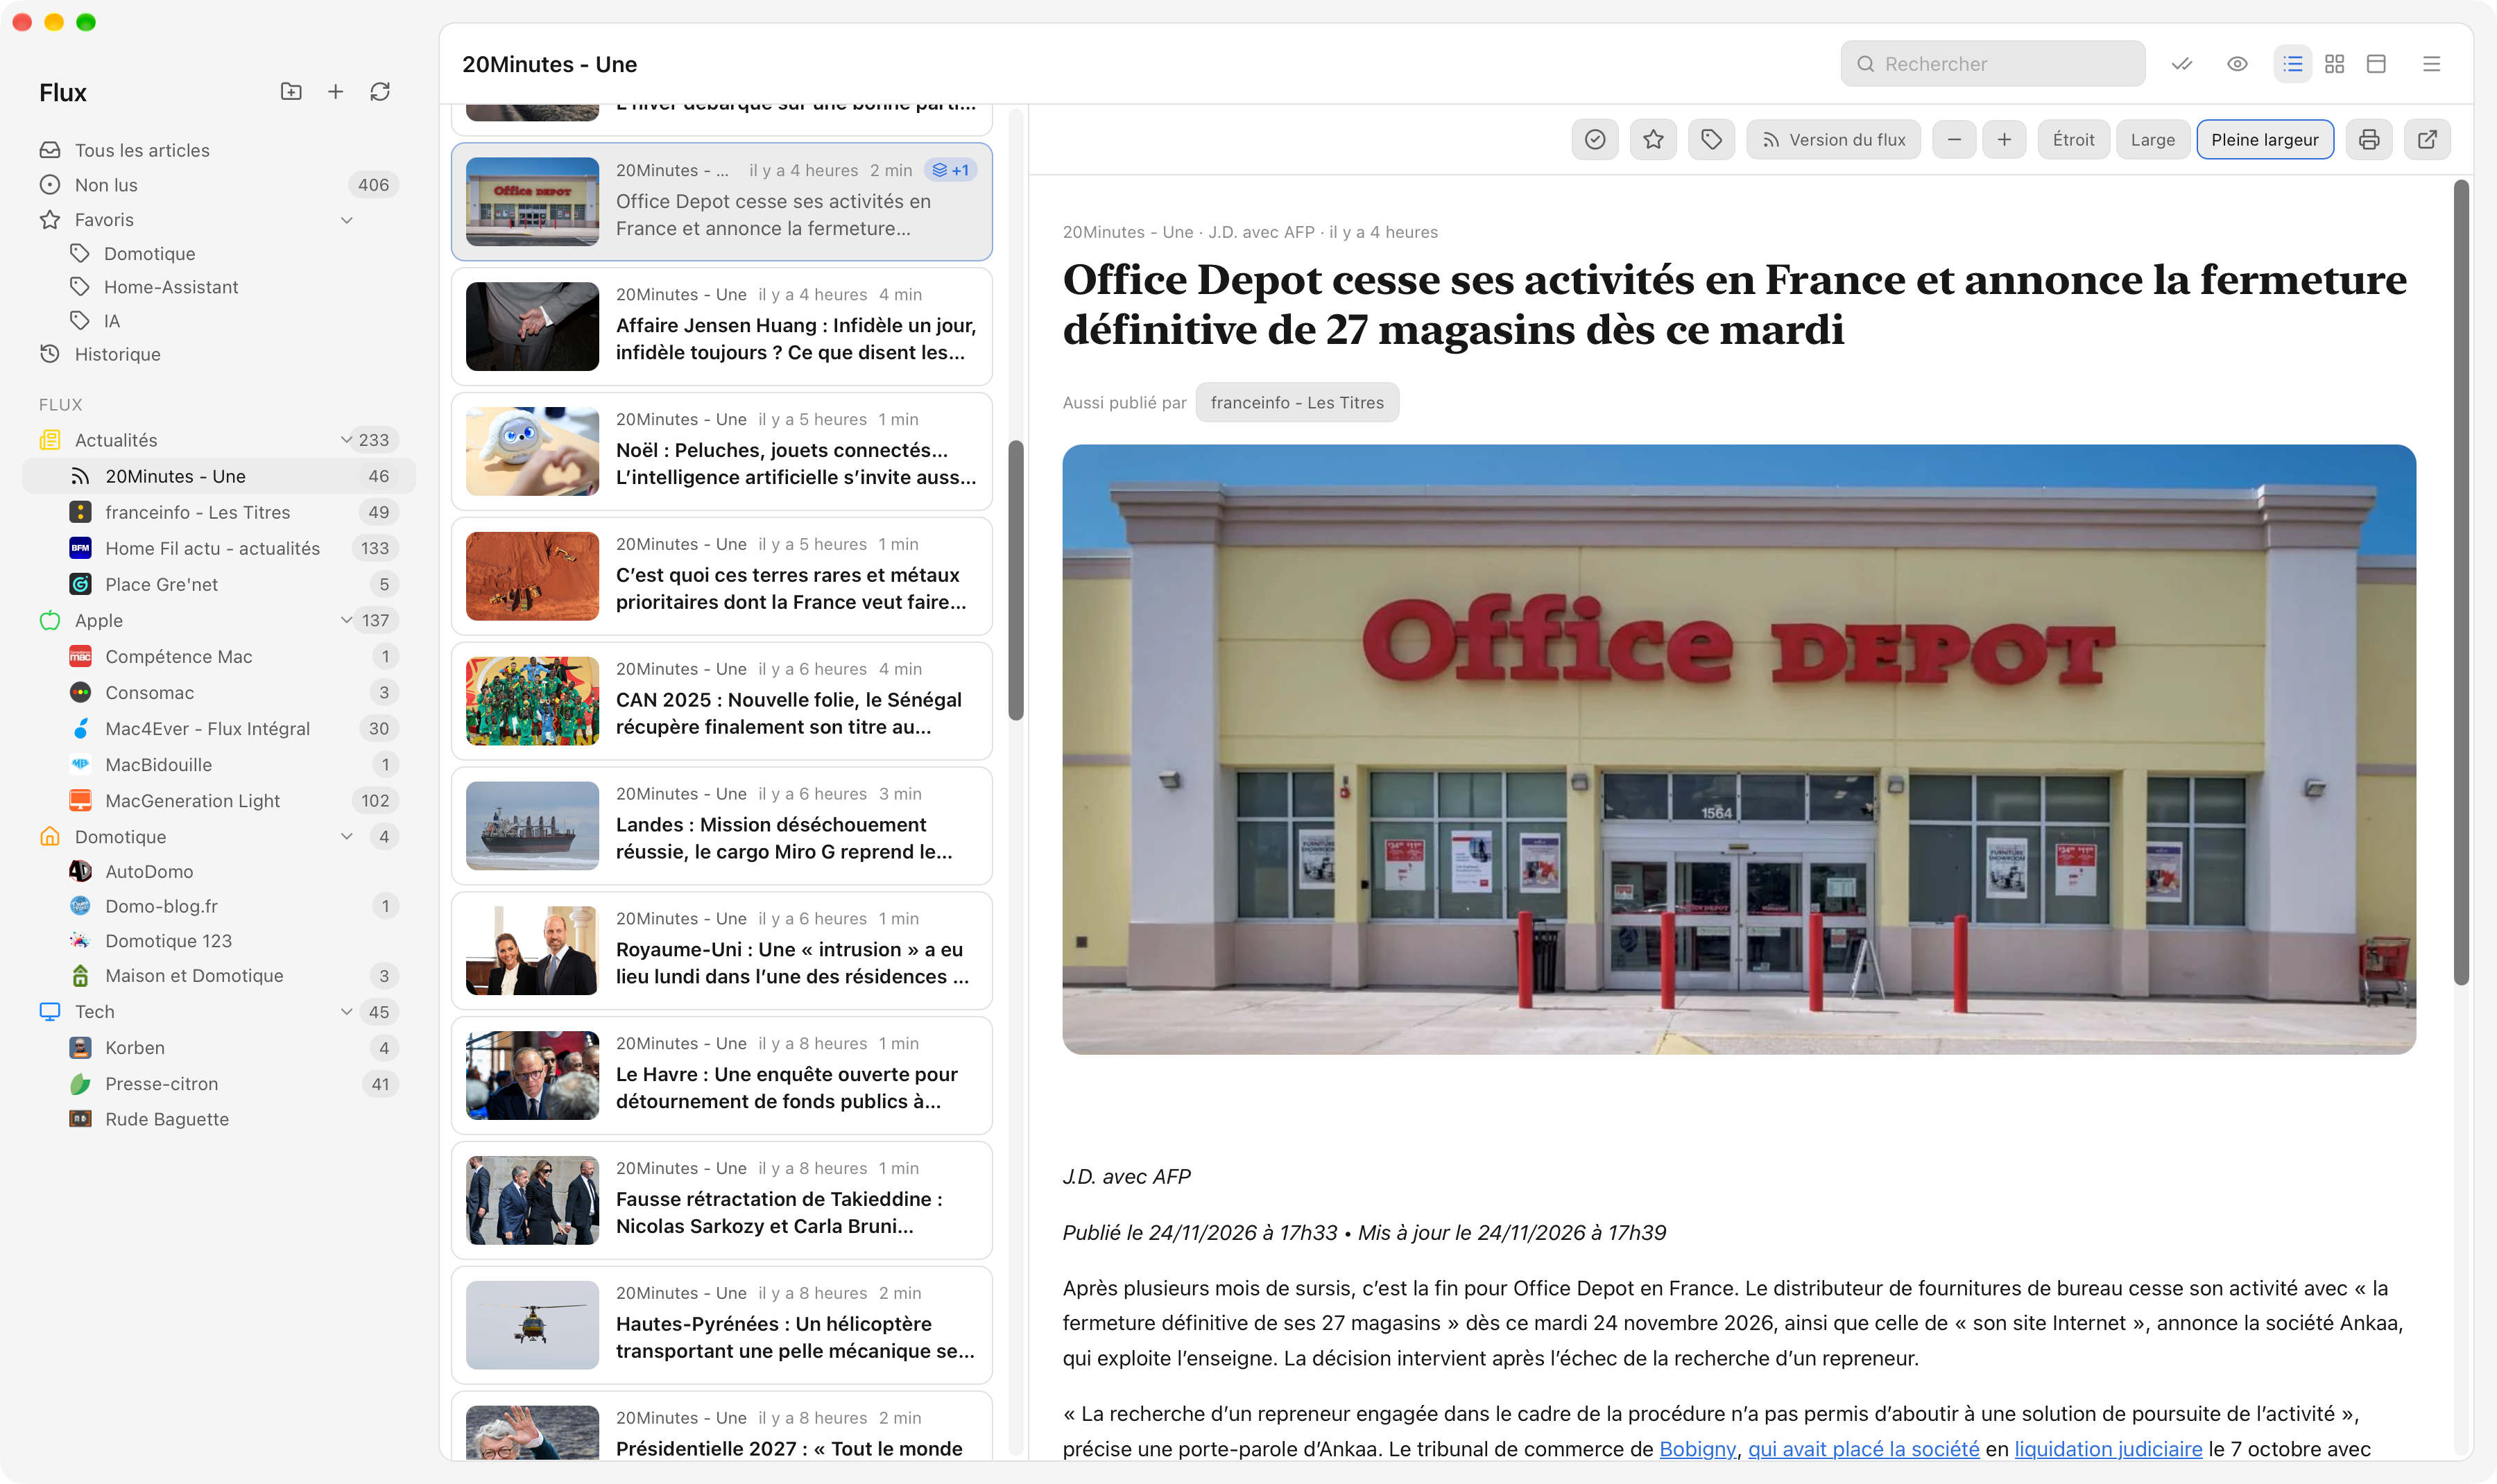 Flux
Tous les articles
Non lus 406
Favoris
Domotique
Home-Assistant
IA
Historique
FLUX
Actualités 233
20Minutes - Une 46
franceinfo - Les Titres 49
Home Fil actu - actualités 133
Place Gre'net 5
Apple 137
Compétence Mac 1
Consomac 3
Mac4Ever - Flux Intégral 30
MacBidouille 1
MacGeneration Light 102
Domotique 4
AutoDomo
Domo-blog.fr 1
Domotique 123
Maison et Domotique 3
Tech 45
Korben 4
Presse-citron 41
Rude Baguette
20Minutes - Une
Rechercher
L'hiver débarque sur une bonne parti...
20Minutes - ... il y a 4 heures 2 min +1
Office Depot cesse ses activités en
France et annonce la fermeture...
20Minutes - Une il y a 4 heures 4 min
Affaire Jensen Huang : Infidèle un jour,
infidèle toujours ? Ce que disent les...
20Minutes - Une il y a 5 heures 1 min
Noël : Peluches, jouets connectés...
L’intelligence artificielle s’invite auss...
20Minutes - Une il y a 5 heures 1 min
C’est quoi ces terres rares et métaux
prioritaires dont la France veut faire...
20Minutes - Une il y a 6 heures 4 min
CAN 2025 : Nouvelle folie, le Sénégal
récupère finalement son titre au...
20Minutes - Une il y a 6 heures 3 min
Landes : Mission déséchouement
réussie, le cargo Miro G reprend le...
20Minutes - Une il y a 6 heures 1 min
Royaume-Uni : Une « intrusion » a eu
lieu lundi dans l’une des résidences ...
20Minutes - Une il y a 8 heures 1 min
Le Havre : Une enquête ouverte pour
détournement de fonds publics à...
20Minutes - Une il y a 8 heures 1 min
Fausse rétractation de Takieddine :
Nicolas Sarkozy et Carla Bruni...
20Minutes - Une il y a 8 heures 2 min
Hautes-Pyrénées : Un hélicoptère
transportant une pelle mécanique se...
20Minutes - Une il y a 8 heures 2 min
Présidentielle 2027 : « Tout le monde
Version du flux
Étroit Large Pleine largeur
20Minutes - Une · J.D. avec AFP · il y a 4 heures
Office Depot cesse ses activités en France et annonce la fermeture
définitive de 27 magasins dès ce mardi
Aussi publié par franceinfo - Les Titres
Office DEPOT
1564
J.D. avec AFP
Publié le 24/11/2026 à 17h33 • Mis à jour le 24/11/2026 à 17h39
Après plusieurs mois de sursis, c’est la fin pour Office Depot en France. Le distributeur de fournitures de bureau cesse son activité avec « la
fermeture définitive de ses 27 magasins » dès ce mardi 24 novembre 2026, ainsi que celle de « son site Internet », annonce la société Ankaa,
qui exploite l’enseigne. La décision intervient après l’échec de la recherche d’un repreneur.
« La recherche d’un repreneur engagée dans le cadre de la procédure n’a pas permis d’aboutir à une solution de poursuite de l’activité »,
précise une porte-parole d’Ankaa. Le tribunal de commerce de Bobigny, qui avait placé la société en liquidation judiciaire le 7 octobre avec